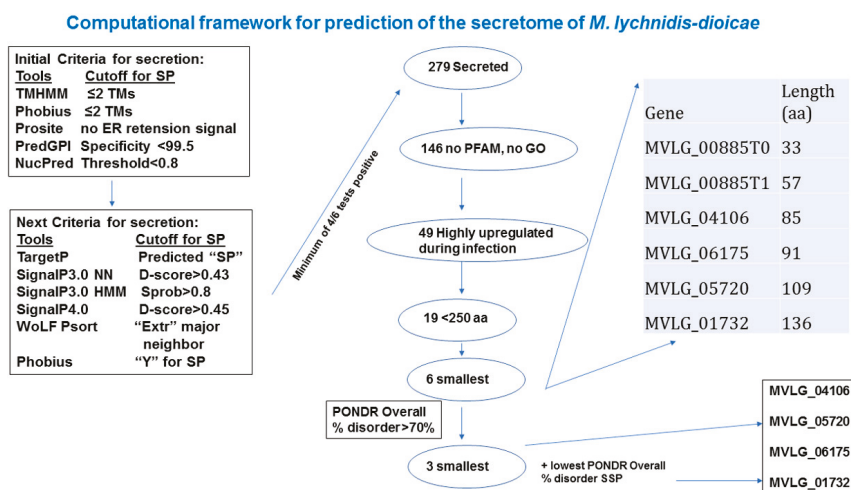 Computational framework for prediction of the secretome of M. lychnidis-dioicae
Initial Criteria for secretion:
Tools Cutoff for SP
TMHMM ≤2 TMs
Phobius ≤2 TMs
Prosite no ER retension signal
PredGPI Specificity <99.5
NucPred Threshold<0.8
Next Criteria for secretion:
Tools Cutoff for SP
TargetP Predicted “SP”
SignalP3.0 NN D-score>0.43
SignalP3.0 HMM Sprob>0.8
SignalP4.0 D-score>0.45
WoLF Psort “Extr” major
neighbor
Phobius “Y” for SP
Minimum of 4/6 tests positive
279 Secreted
146 no PFAM, no GO
49 Highly upregulated
during infection
19 <250 aa
6 smallest
PONDR Overall
% disorder>70%
3 smallest
+ lowest PONDR Overall
% disorder SSP
Length
Gene (aa)
MVLG_00885T0 33
MVLG_00885T1 57
MVLG_04106 85
MVLG_06175 91
MVLG_05720 109
MVLG_01732 136
MVLG_04106
MVLG_05720
MVLG_06175
MVLG_01732